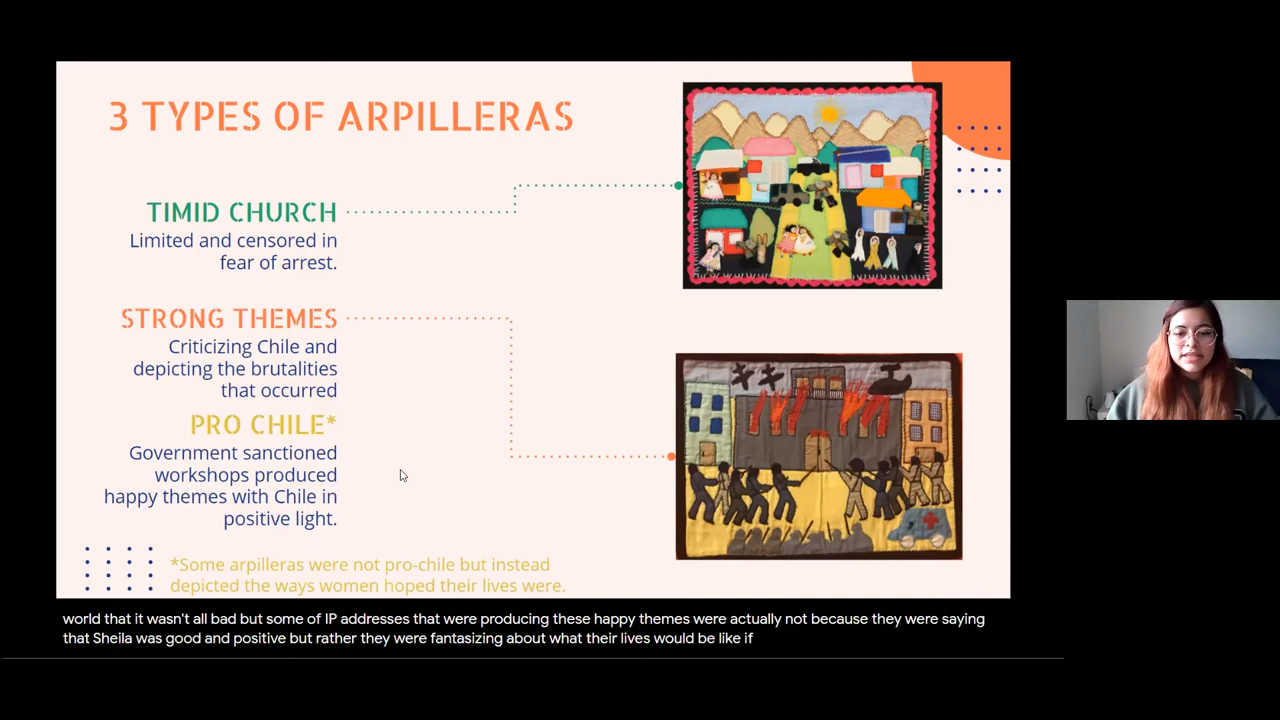 3 TYPES OF ARPILLERAS
TIMID CHURCH
Limited and censored in
fear of arrest.
STRONG THEMES
Criticizing Chile and
depicting the brutalities
that occurred
PRO CHILE*
Government sanctioned
workshops produced
happy themes with Chile in
positive light.
*Some arpilleras were not pro-chile but instead
depicted the ways women hoped their lives were.
world that it wasn't all bad but some of IP addresses that were producing these happy themes were actually not because they were saying
that Sheila was good and positive but rather they were fantasizing about what their lives would be like if